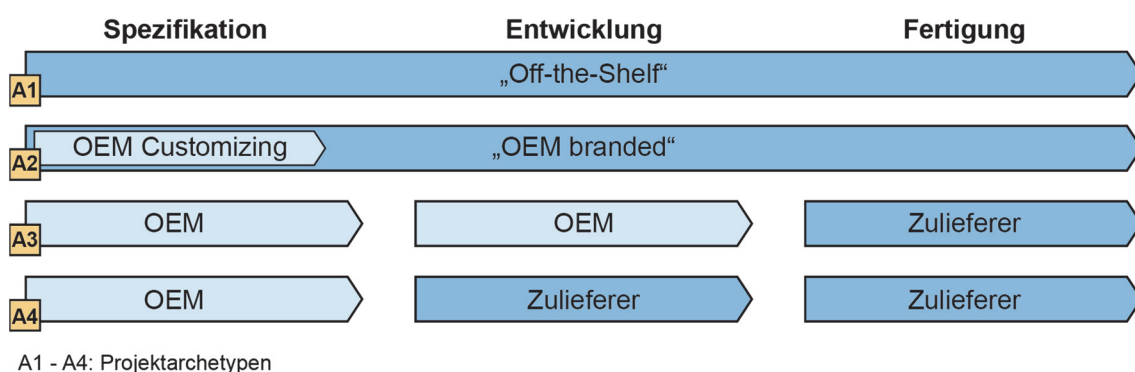 Spezifikation Entwicklung Fertigung
A1 „Off-the-Shelf“
A2 OEM Customizing „OEM branded“
A3 OEM OEM Zulieferer
A4 OEM Zulieferer Zulieferer
A1 - A4: Projektarchetypen